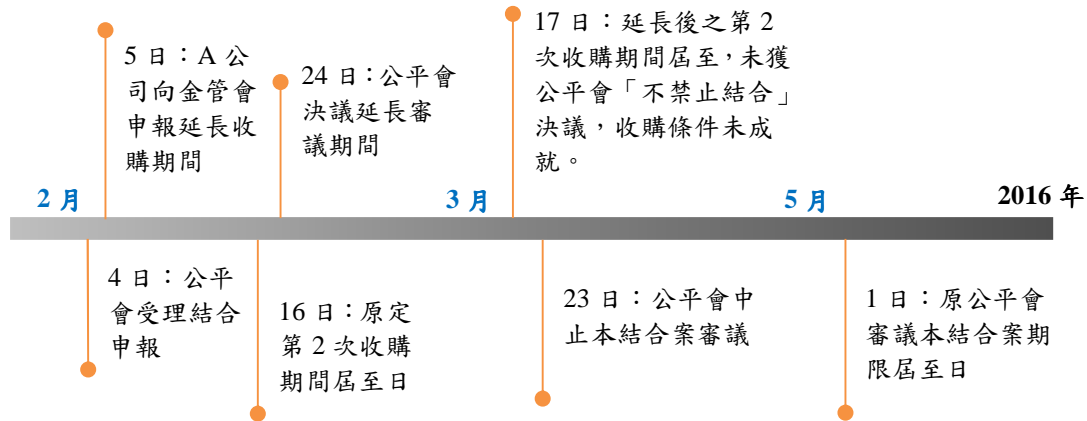 5 日：A 公
司向金管會
申報延長收
購期間
24 日：公平會
決議延長審
議期間
17 日：延長後之第 2
次收購期間屆至，未獲
公平會「不禁止結合」
決議，收購條件未成
就。
2 月
3 月
5 月
2016 年
4 日：公平
會受理結合
申報
16 日：原定
第 2 次收購
期間屆至日
23 日：公平會中
止本結合案審議
1 日：原公平會
審議本結合案期
限屆至日